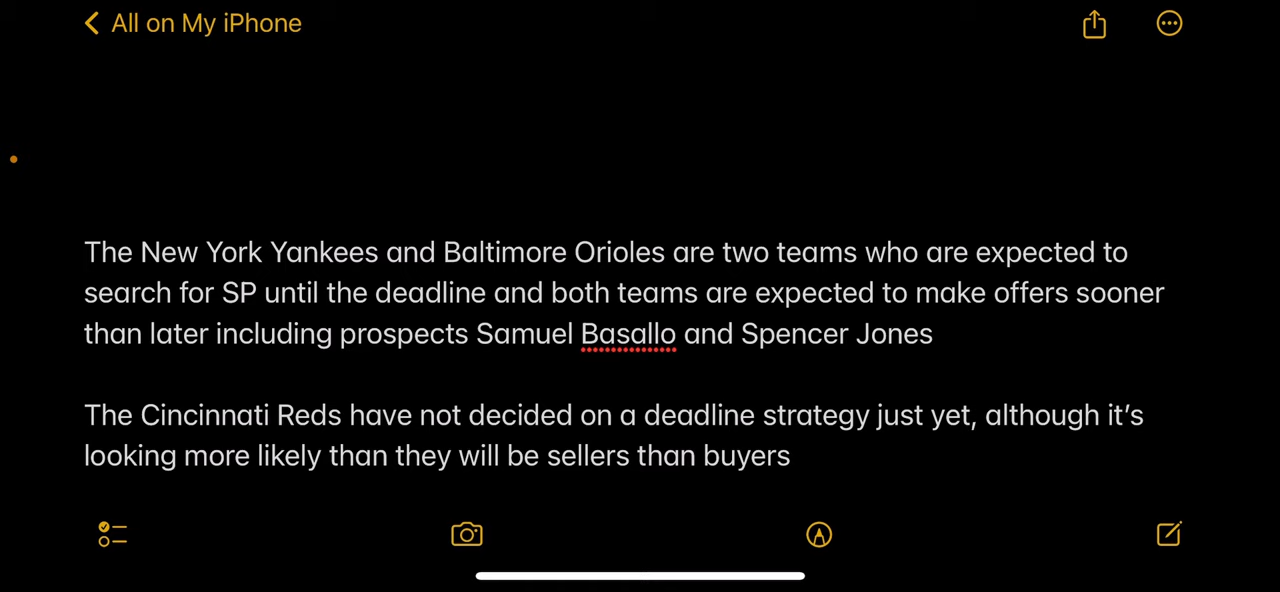 All on My iPhone
The New York Yankees and Baltimore Orioles are two teams who are expected to
search for SP until the deadline and both teams are expected to make offers sooner
than later including prospects Samuel Basallo and Spencer Jones
The Cincinnati Reds have not decided on a deadline strategy just yet, although it’s
looking more likely than they will be sellers than buyers